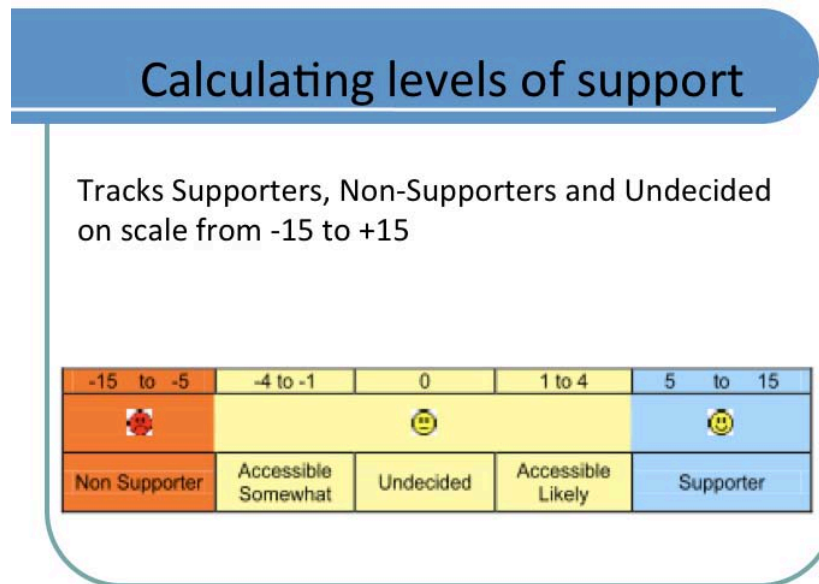 Calculating levels of support
Tracks Supporters, Non-Supporters and Undecided
on scale from -15 to +15
-15 to -5 -4 to -1 0 1 to 4 5 to 15
Non Supporter Accessible Somewhat Undecided Accessible Likely Supporter